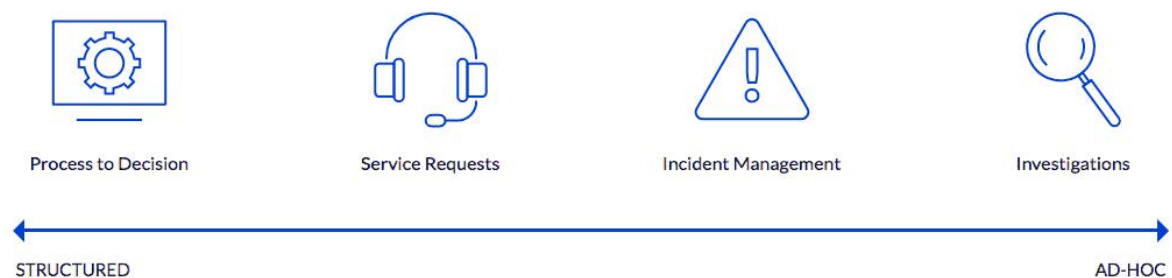 Process to Decision
Service Requests
Incident Management
Investigations
STRUCTURED
AD-HOC